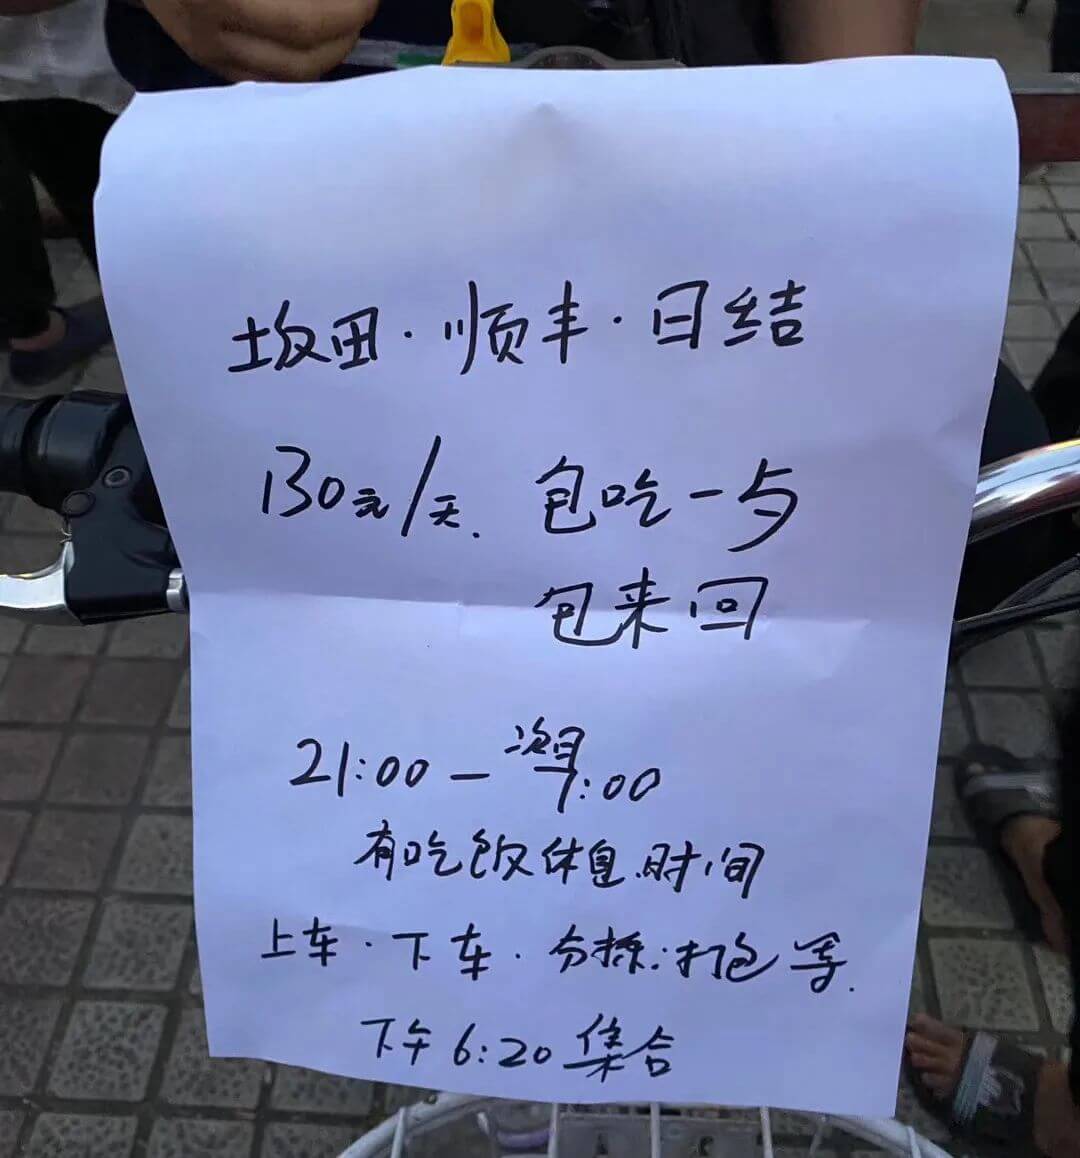 坂田·顺丰·日结
130元/天. 包吃一与
包来回
21:00—次日7:00
有吃饭休息时间
上车·下车·分拣·打包等.
下午6:20集合